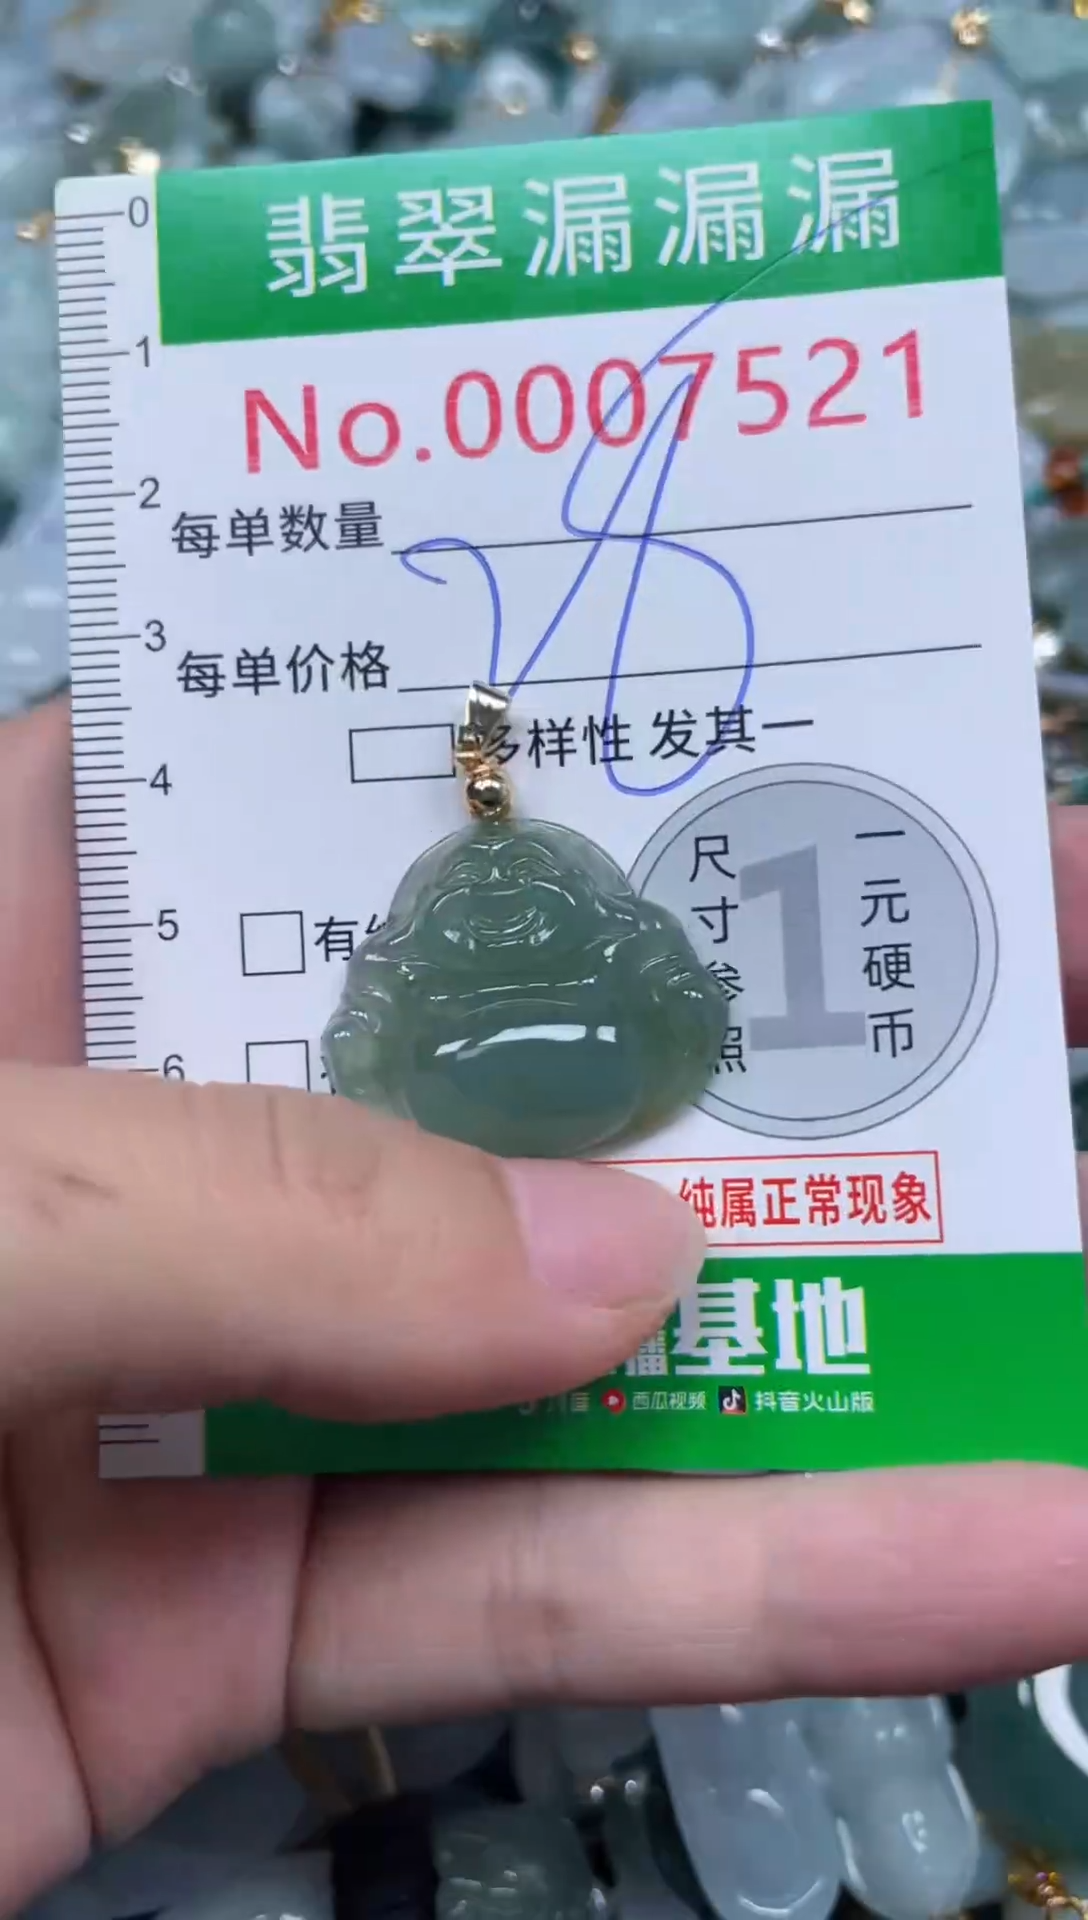 翡翠漏漏漏
0
No.0007521
1
2
每单数量
3
每单价格
多样性 发其一
4
尺寸参照
1
一元硬币
5
有
6
纯属正常现象
播基地
西瓜视频 抖音火山版